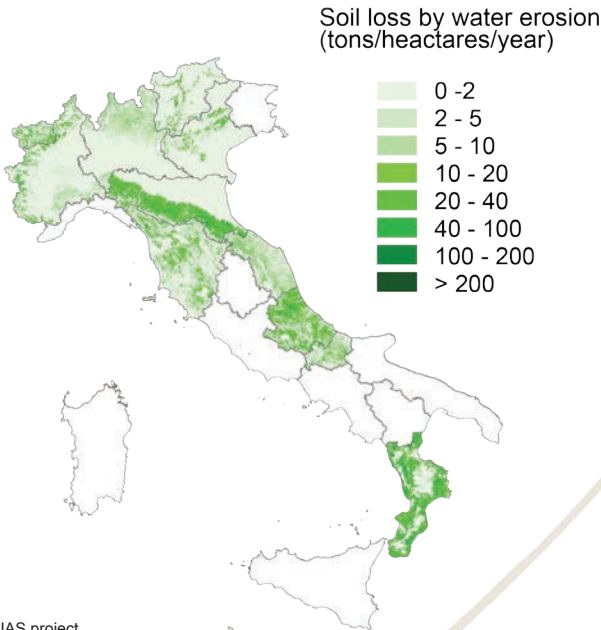 Soil loss by water erosion
(tons/heactares/year)
0 -2
2 - 5
5 - 10
10 - 20
20 - 40
40 - 100
100 - 200
> 200
IAS project